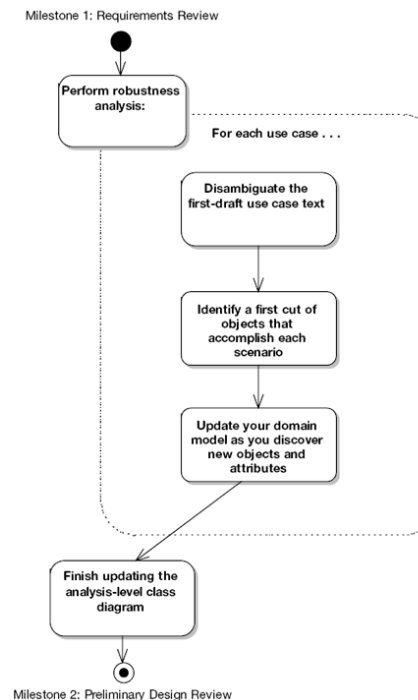 Milestone 1: Requirements Review
Perform robustness
analysis:
For each use case . . .
Disambiguate the
first-draft use case text
Identify a first cut of
objects that
accomplish each
scenario
Update your domain
model as you discover
new objects and
attributes
Finish updating the
analysis-level class
diagram
Milestone 2: Preliminary Design Review